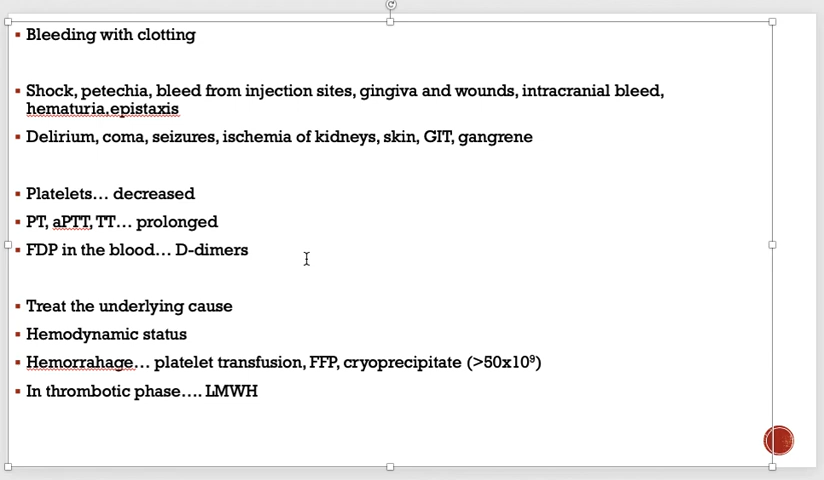 Bleeding with clotting
Shock, petechia, bleed from injection sites, gingiva and wounds, intracranial bleed,
hematuria.epistaxis
Delirium, coma, seizures, ischemia of kidneys, skin, GIT, gangrene
Platelets... decreased
PT, aPTT, TT... prolonged
FDP in the blood... D-dimers
Treat the underlying cause
Hemodynamic status
Hemorrahage... platelet transfusion, FFP, cryoprecipitate (>50x10⁹)
In thrombotic phase.... LMWH